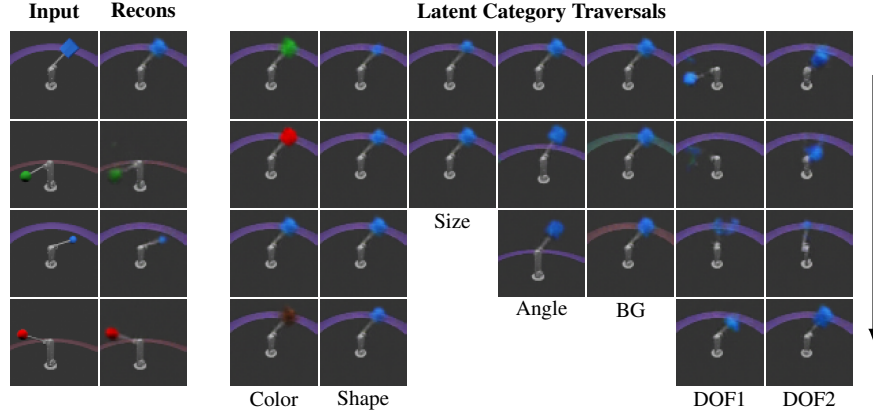 Input Recons Latent Category Traversals
Size
Angle BG
Color Shape DOF1 DOF2